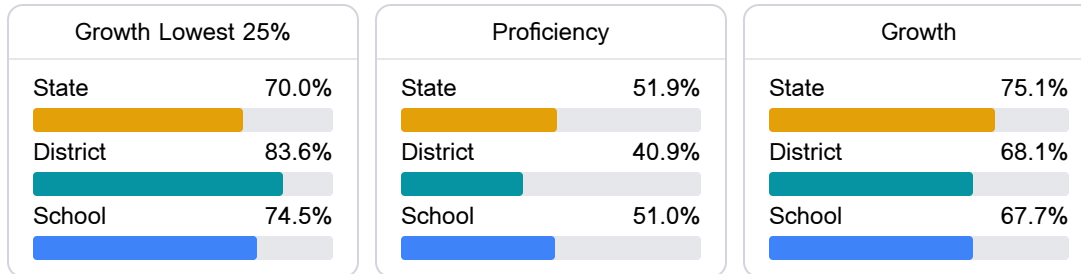 Growth Lowest 25%
State 70.0%
District 83.6%
School 74.5%
Proficiency
State 51.9%
District 40.9%
School 51.0%
Growth
State 75.1%
District 68.1%
School 67.7%